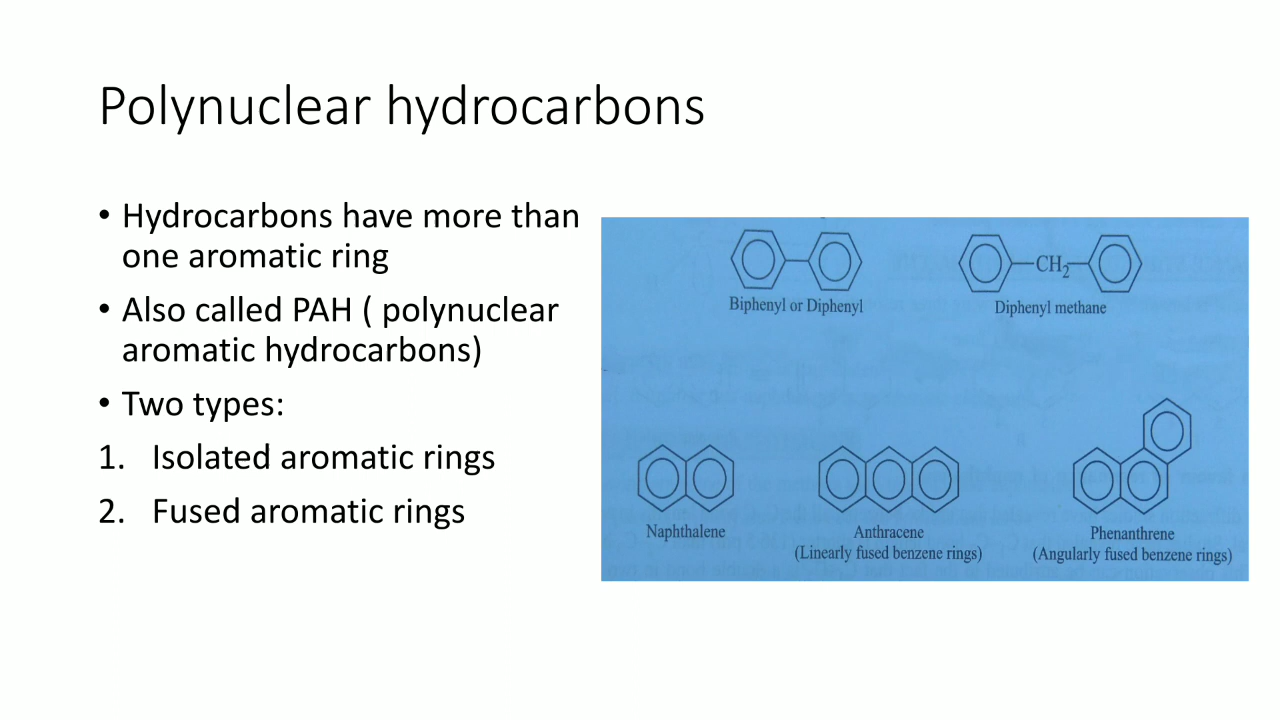 Polynuclear hydrocarbons
• Hydrocarbons have more than
one aromatic ring
• Also called PAH ( polynuclear
aromatic hydrocarbons)
• Two types:
1. Isolated aromatic rings
2. Fused aromatic rings
CH2
Biphenyl or Diphenyl
Diphenyl methane
Naphthalene
Anthracene
(Linearly fused benzene rings)
Phenanthrene
(Angularly fused benzene rings)